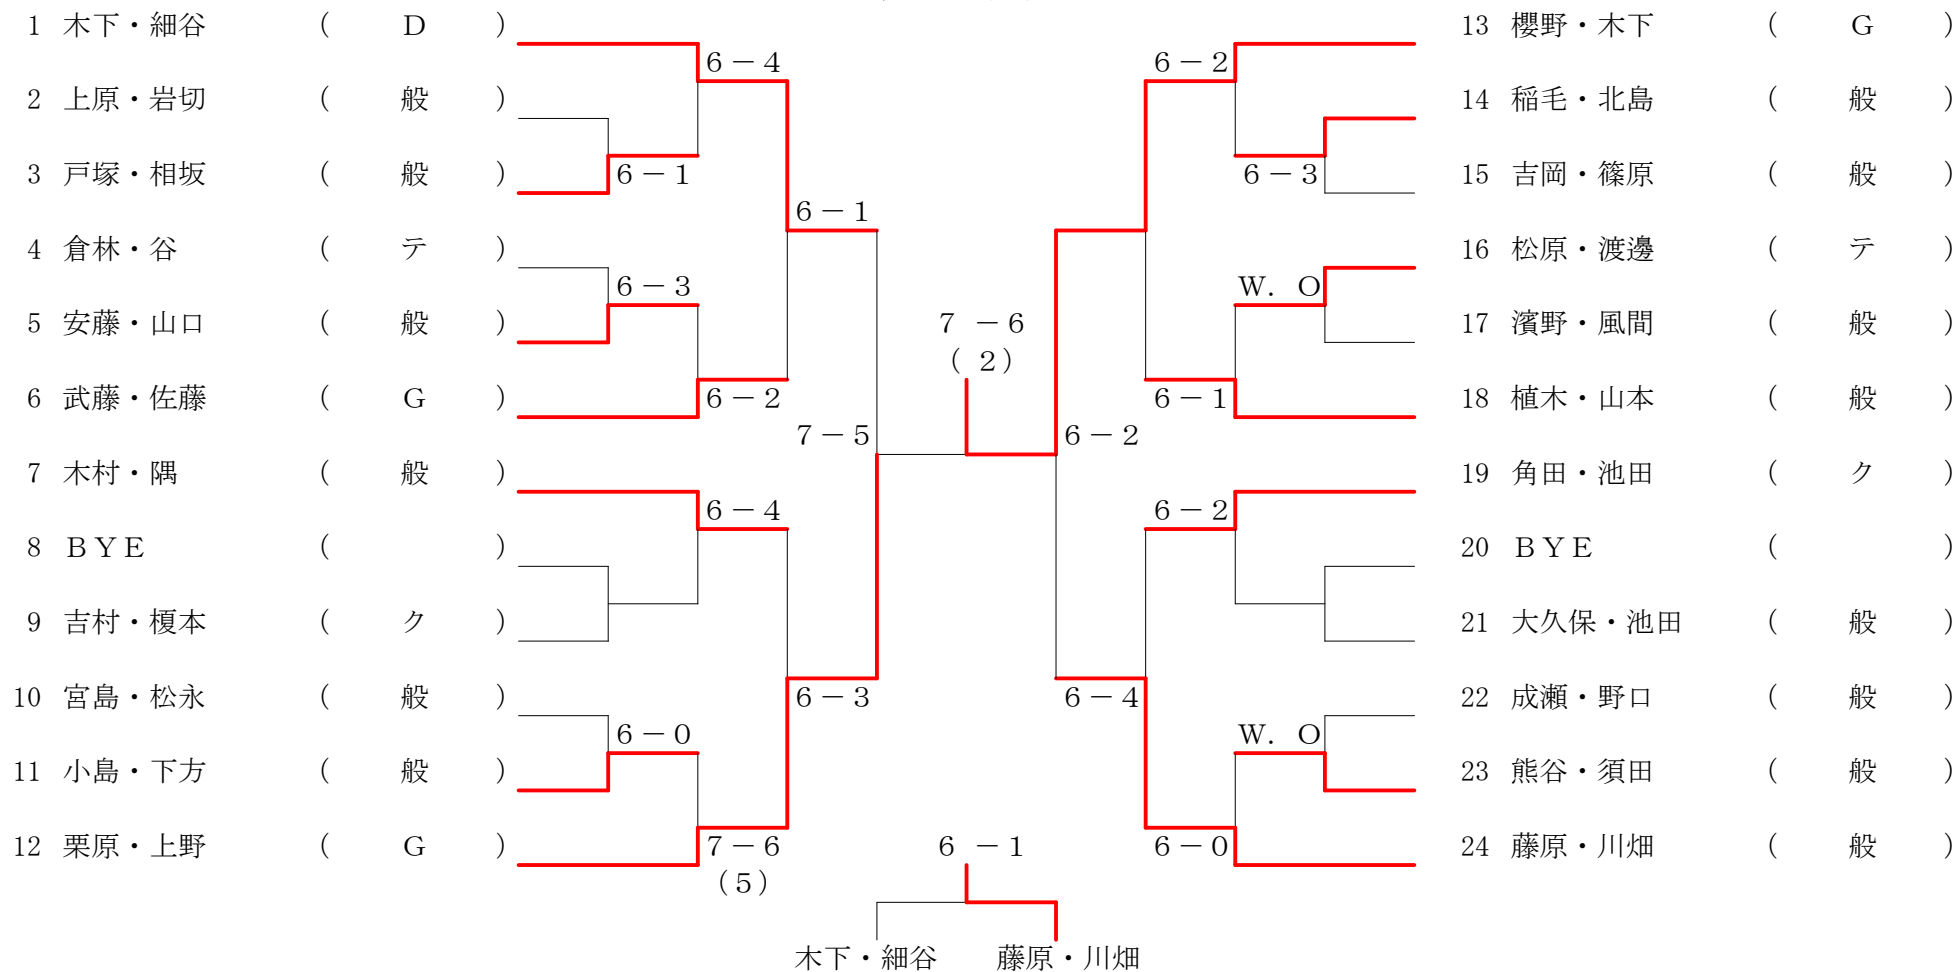 1 木下・細谷 ( D )
2 上原・岩切 ( 般 )
3 戸塚・相坂 ( 般 )
4 倉林・谷 ( テ )
5 安藤・山口 ( 般 )
6 武藤・佐藤 ( G )
7 木村・隅 ( 般 )
8 BYE ( )
9 吉村・榎本 ( ク )
10 宮島・松永 ( 般 )
11 小島・下方 ( 般 )
12 栗原・上野 ( G )
6-4
6-1
6-1
6-3
6-2
7-5
6-4
6-3
6-0
7-6
(5)
7 -6
( 2)
6 -1
木下・細谷 藤原・川畑
6-2
6-3
W. O
6-1
6-2
6-2
6-4
W. O
6-0
13 櫻野・木下 ( G )
14 稲毛・北島 ( 般 )
15 吉岡・篠原 ( 般 )
16 松原・渡邊 ( テ )
17 濱野・風間 ( 般 )
18 植木・山本 ( 般 )
19 角田・池田 ( ク )
20 BYE ( )
21 大久保・池田 ( 般 )
22 成瀬・野口 ( 般 )
23 熊谷・須田 ( 般 )
24 藤原・川畑 ( 般 )